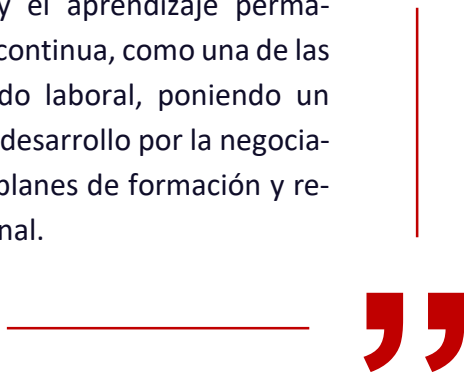 y el aprendizaje perma-
continua, como una de las
do laboral, poniendo un
desarrollo por la negocia-
planes de formación y re-
nal.
”